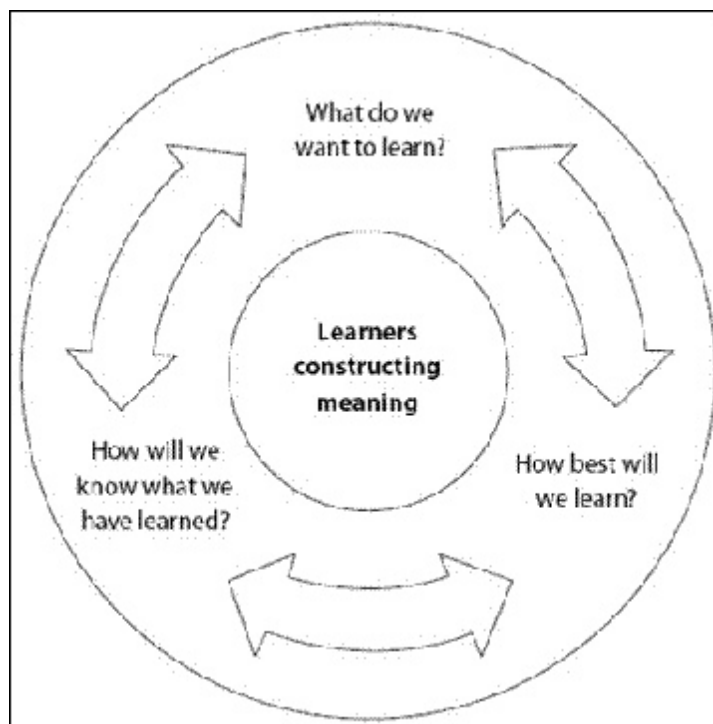 What do we
want to learn?
Learners
constructing
meaning
How will we
know what we
have learned?
How best will
we learn?